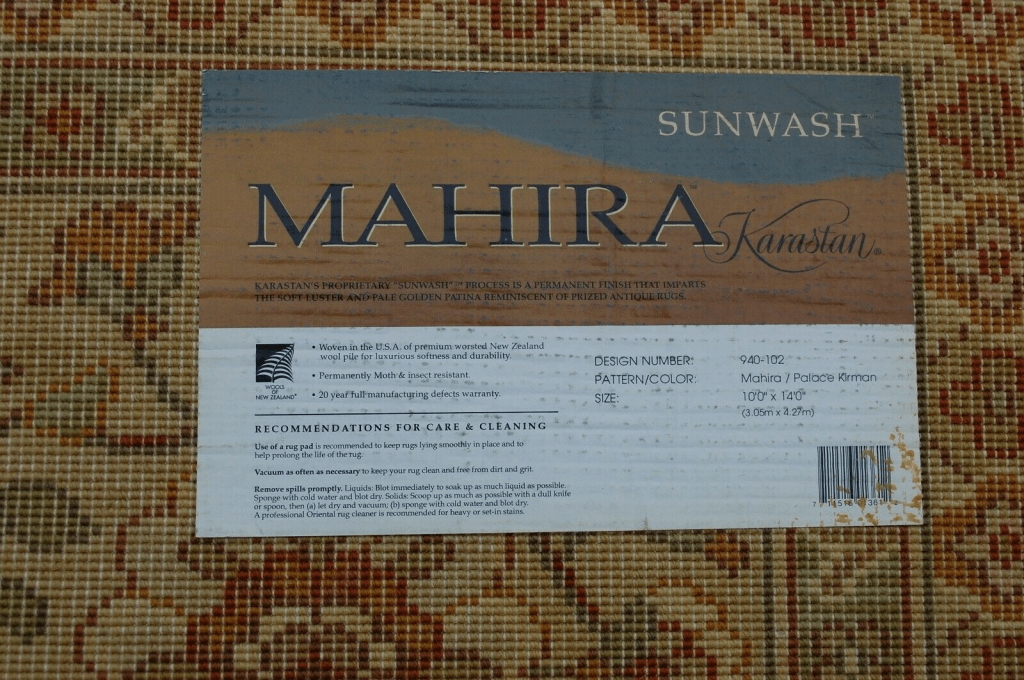 SUNWASH™
MAHIRA™
Karastan®
KARASTAN'S PROPRIETARY "SUNWASH"™ PROCESS IS A PERMANENT FINISH THAT IMPARTS
THE SOFT LUSTER AND PALE GOLDEN PATINA REMINISCENT OF PRIZED ANTIQUE RUGS.
WOOLS
OF
NEW ZEALAND®
• Woven in the U.S.A. of premium worsted New Zealand
wool pile for luxurious softness and durability.
• Permanently Moth & insect resistant.
• 20 year full manufacturing defects warranty.
RECOMMENDATIONS FOR CARE & CLEANING
Use of a rug pad is recommended to keep rugs lying smoothly in place and to
help prolong the life of the rug.
Vacuum as often as necessary to keep your rug clean and free from dirt and grit.
Remove spills promptly. Liquids: Blot immediately to soak up as much liquid as possible.
Sponge with cold water and blot dry. Solids: Scoop up as much as possible with a dull knife
or spoon, then (a) let dry and vacuum; (b) sponge with cold water and blot dry.
A professional Oriental rug cleaner is recommended for heavy or set-in stains.
DESIGN NUMBER: 940-102
PATTERN/COLOR: Mahira / Palace Kirman
SIZE: 10'0" x 14'0"
(3.05m x 4.27m)